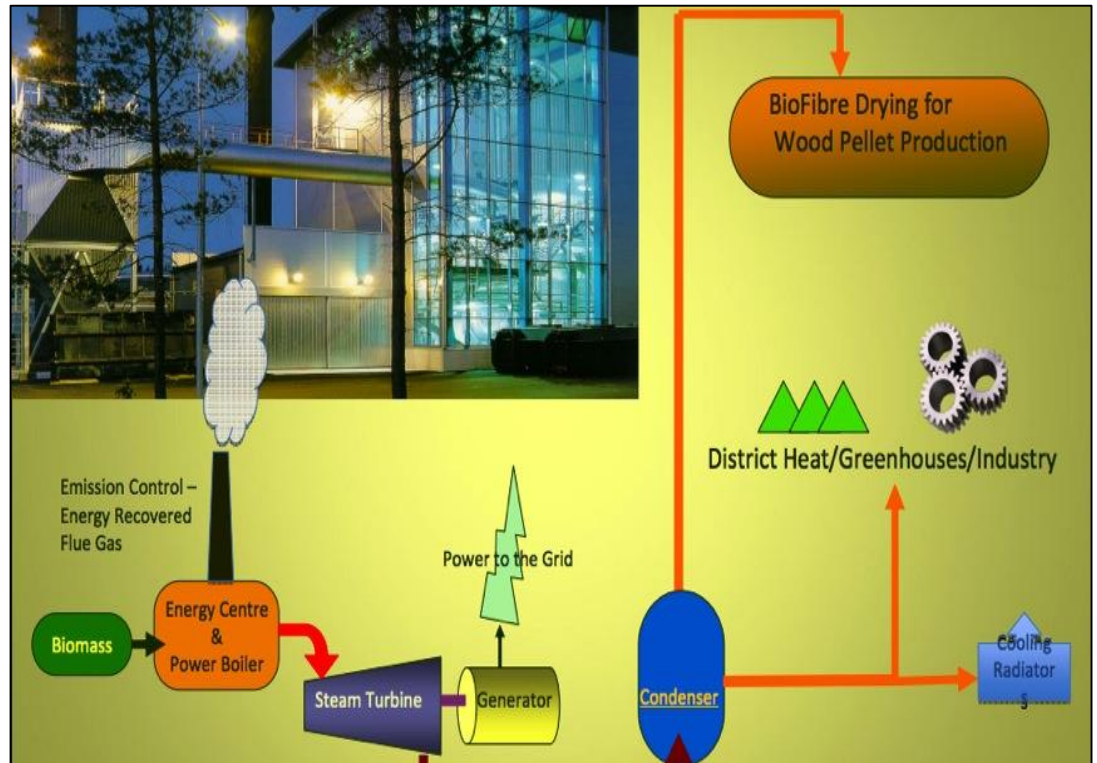 BioFibre Drying for
Wood Pellet Production
District Heat/Greenhouses/Industry
Emission Control –
Energy Recovered
Flue Gas
Power to the Grid
Biomass
Energy Centre
&
Power Boiler
Steam Turbine
Generator
Condenser
Cooling
Radiator
s